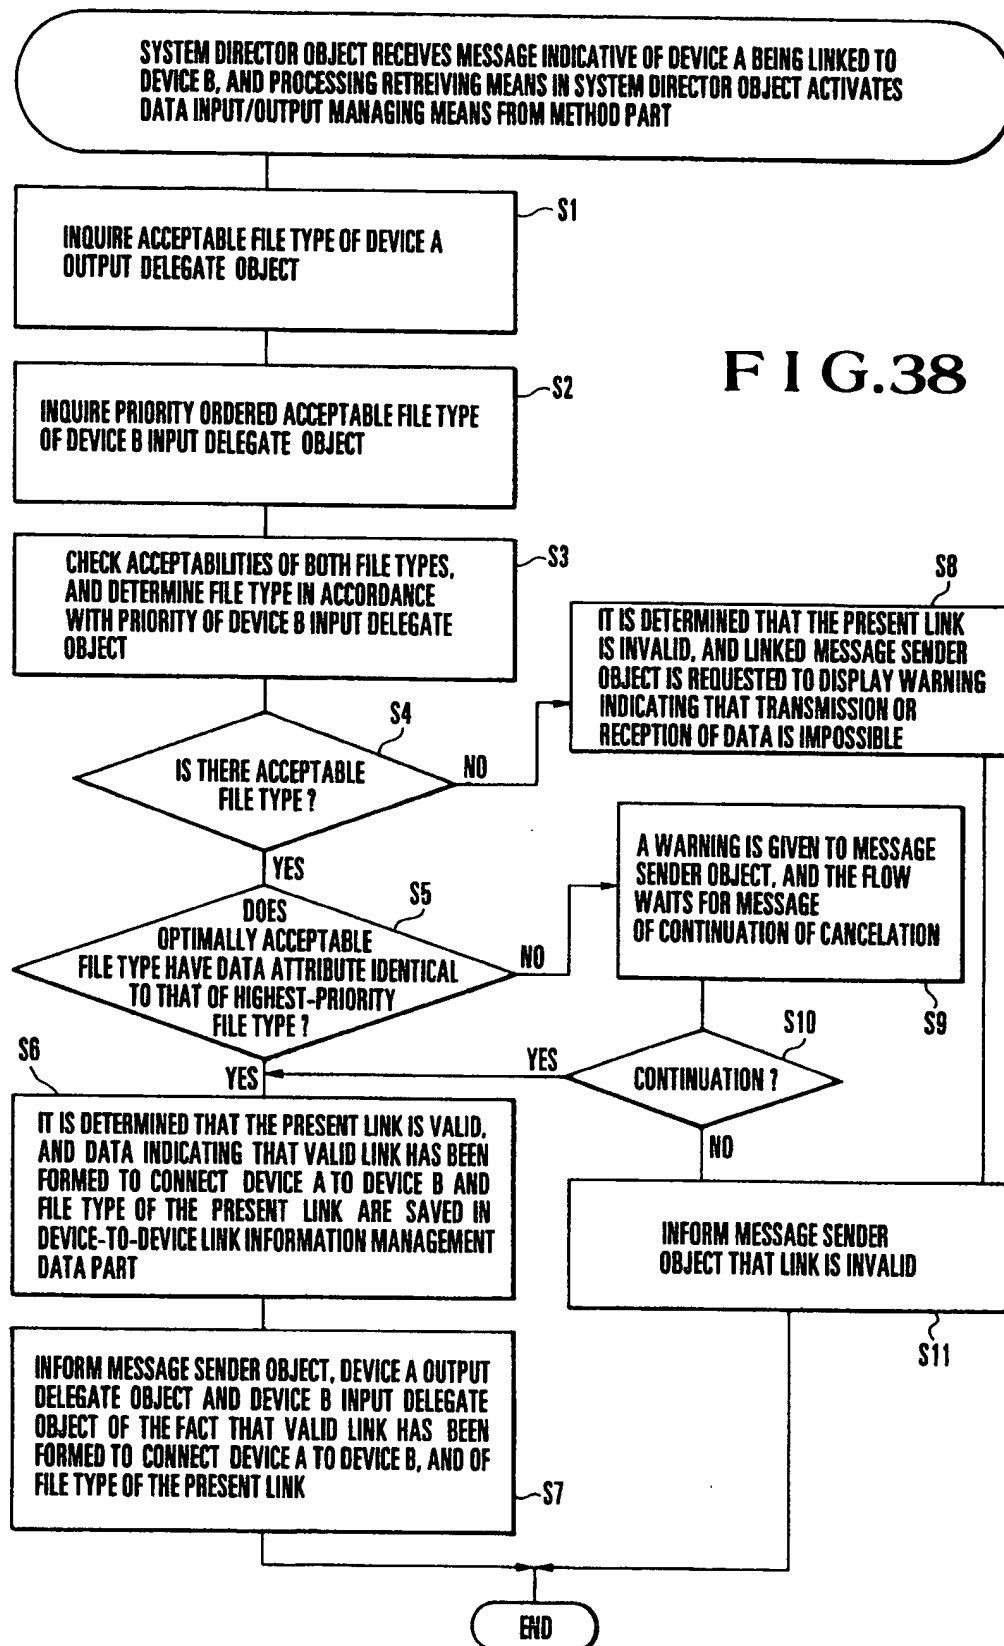 SYSTEM DIRECTOR OBJECT RECEIVES MESSAGE INDICATIVE OF DEVICE A BEING LINKED TO
DEVICE B, AND PROCESSING RETREIVING MEANS IN SYSTEM DIRECTOR OBJECT ACTIVATES
DATA INPUT/OUTPUT MANAGING MEANS FROM METHOD PART
S1
INQUIRE ACCEPTABLE FILE TYPE OF DEVICE A
OUTPUT DELEGATE OBJECT
FIG.38
S2
INQUIRE PRIORITY ORDERED ACCEPTABLE FILE TYPE
OF DEVICE B INPUT DELEGATE OBJECT
S3
CHECK ACCEPTABILITIES OF BOTH FILE TYPES,
AND DETERMINE FILE TYPE IN ACCORDANCE
WITH PRIORITY OF DEVICE B INPUT DELEGATE
OBJECT
S8
IT IS DETERMINED THAT THE PRESENT LINK
IS INVALID, AND LINKED MESSAGE SENDER
OBJECT IS REQUESTED TO DISPLAY WARNING
INDICATING THAT TRANSMISSION OR
RECEPTION OF DATA IS IMPOSSIBLE
S4
IS THERE ACCEPTABLE
FILE TYPE ?
NO
YES
S5
DOES
OPTIMALLY ACCEPTABLE
FILE TYPE HAVE DATA ATTRIBUTE IDENTICAL
TO THAT OF HIGHEST-PRIORITY
FILE TYPE ?
NO
YES
A WARNING IS GIVEN TO MESSAGE
SENDER OBJECT, AND THE FLOW
WAITS FOR MESSAGE
OF CONTINUATION OF CANCELATION
S9
S10
CONTINUATION ?
YES
NO
S6
IT IS DETERMINED THAT THE PRESENT LINK IS VALID,
AND DATA INDICATING THAT VALID LINK HAS BEEN
FORMED TO CONNECT DEVICE A TO DEVICE B AND
FILE TYPE OF THE PRESENT LINK ARE SAVED IN
DEVICE-TO-DEVICE LINK INFORMATION MANAGEMENT
DATA PART
INFORM MESSAGE SENDER
OBJECT THAT LINK IS INVALID
S11
INFORM MESSAGE SENDER OBJECT, DEVICE A OUTPUT
DELEGATE OBJECT AND DEVICE B INPUT DELEGATE
OBJECT OF THE FACT THAT VALID LINK HAS BEEN
FORMED TO CONNECT DEVICE A TO DEVICE B, AND OF
FILE TYPE OF THE PRESENT LINK
S7
END